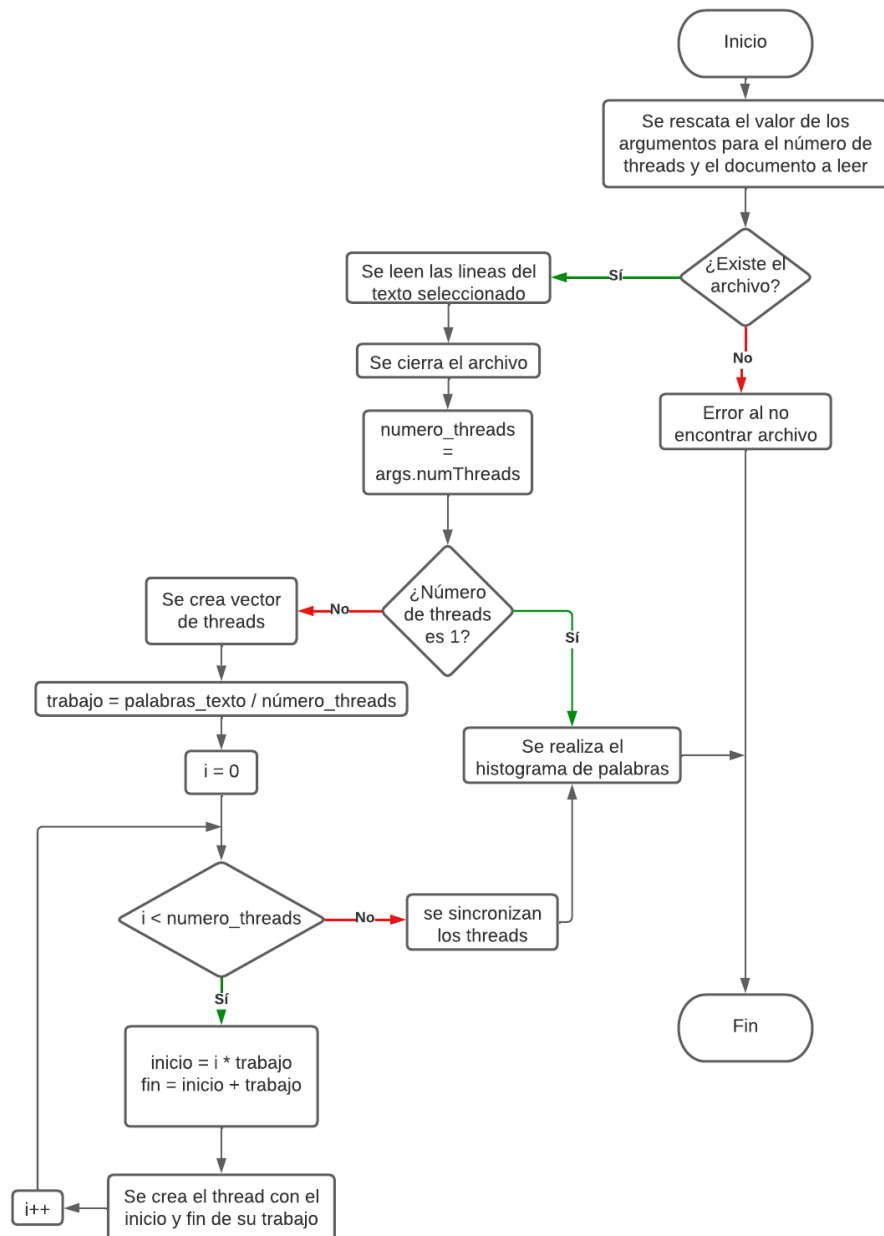 Inicio
Se rescata el valor de los
argumentos para el número de
threads y el documento a leer
¿Existe el
archivo?
Sí
No
Se leen las lineas del
texto seleccionado
Se cierra el archivo
Error al no
encontrar archivo
numero_threads
=
args.numThreads
¿Número
de threads
es 1?
No
Sí
Se crea vector
de threads
trabajo = palabras_texto / número_threads
Se realiza el
histograma de palabras
i = 0
i < numero_threads
No
se sincronizan
los threads
Sí
Fin
inicio = i * trabajo
fin = inicio + trabajo
Se crea el thread con el
inicio y fin de su trabajo
i++